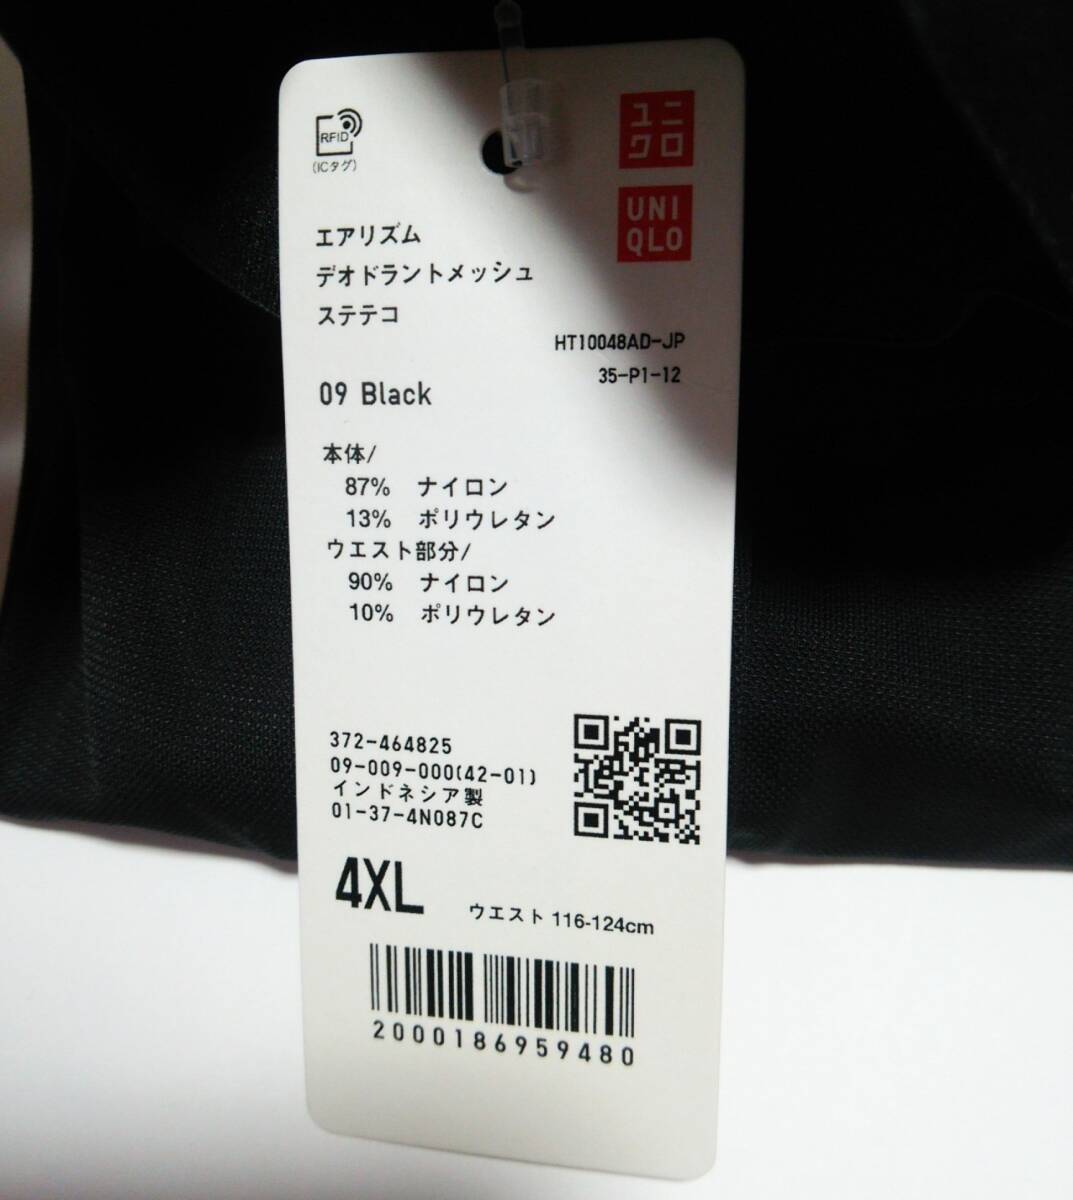 RFID
(ICタグ)
ユニ
クロ
UNI
QLO
エアリズム
デオドラントメッシュ
ステテコ
HT10048AD-JP
35-P1-12
09 Black
本体/
87% ナイロン
13% ポリウレタン
ウエスト部分/
90% ナイロン
10% ポリウレタン
372-464825
09-009-000(42-01)
インドネシア製
01-37-4N087C
4XL ウエスト 116-124cm
2000186959480